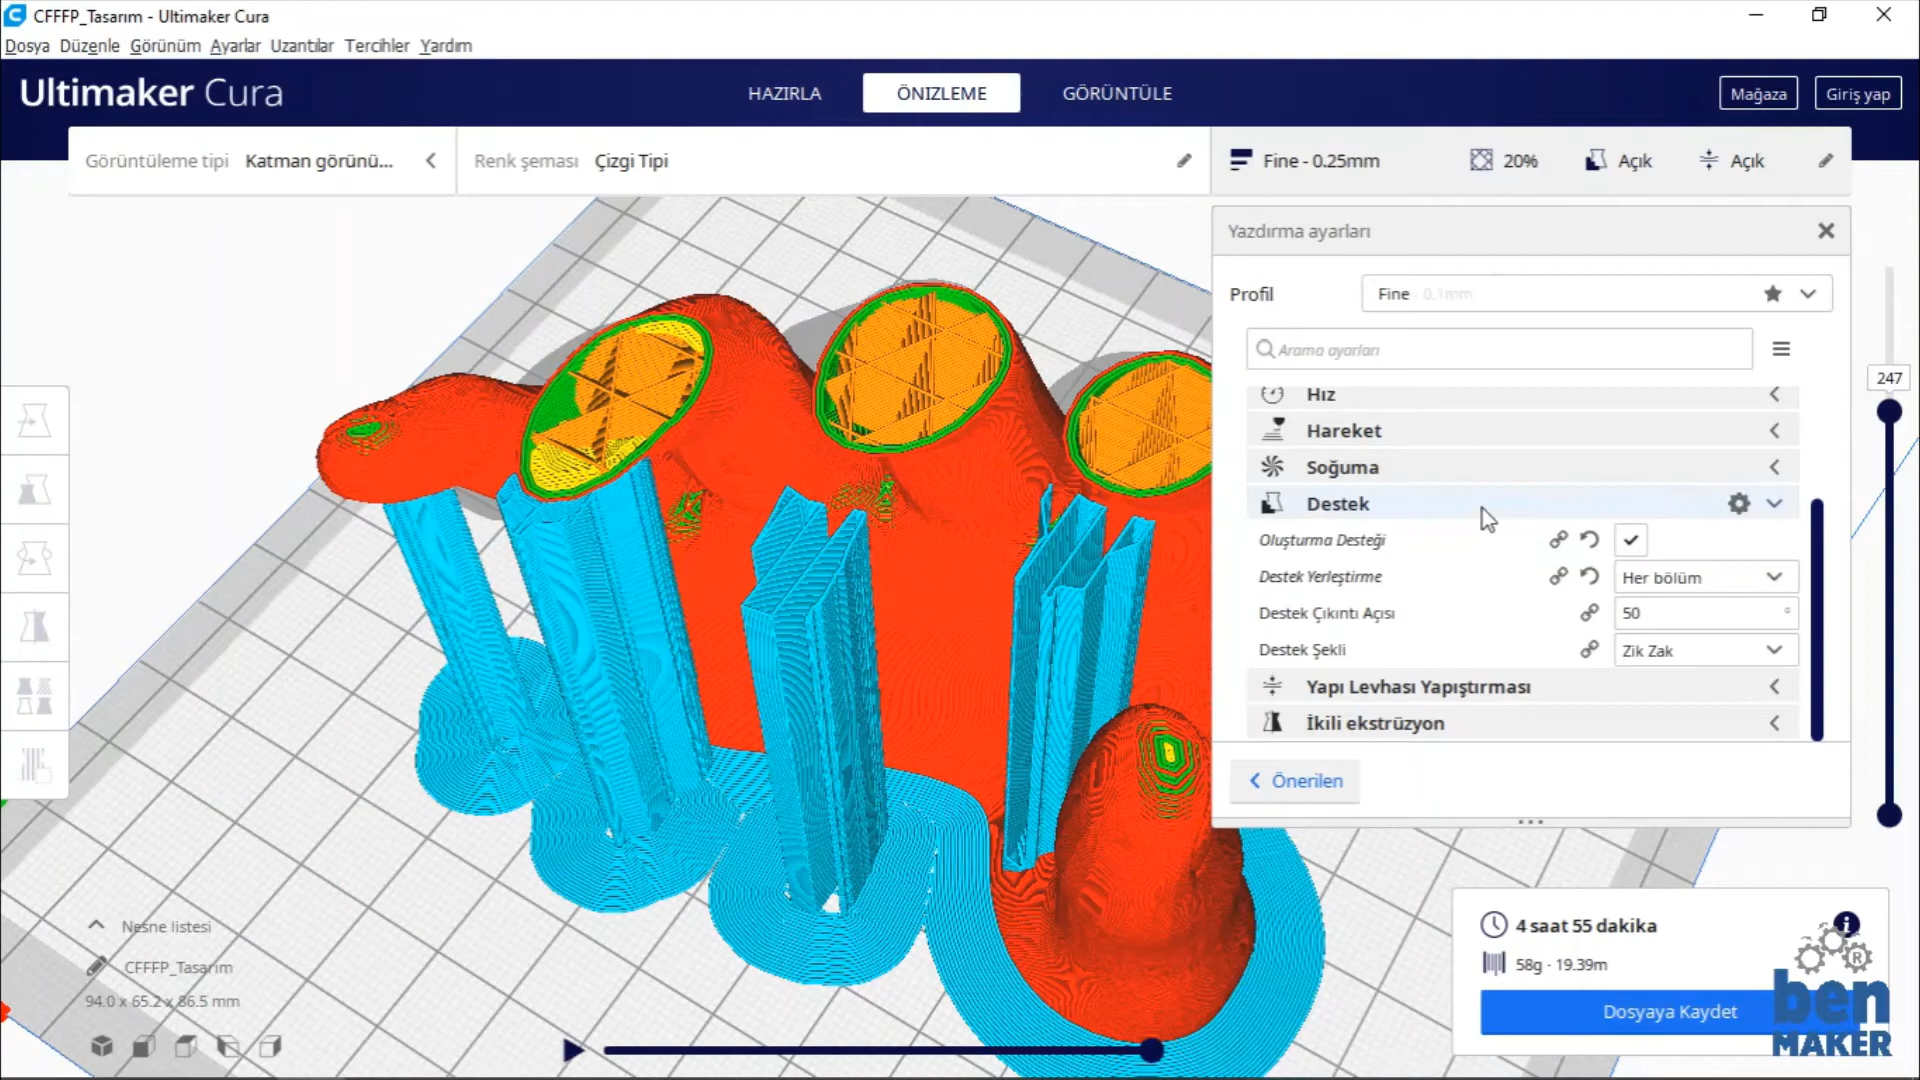 CFFFP_Tasarım - Ultimaker Cura
Dosya Düzenle Görünüm Ayarlar Uzantılar Tercihler Yardım
Ultimaker Cura
HAZIRLA
ÖNIZLEME
GÖRÜNTÜLE
Mağaza
Giriş yap
Görüntüleme tipi Katman görünü...
Renk şeması Çizgi Tipi
Fine - 0.25mm
20%
Açık
Açık
Yazdırma ayarları
Profil
Fine - 0.1mm
Arama ayarları
Hız
Hareket
Soğuma
Destek
Oluşturma Desteği
Destek Yerleştirme
Her bölüm
Destek Çıkıntı Açısı
50 °
Destek Şekli
Zik Zak
Yapı Levhası Yapıştırması
İkili ekstrüzyon
Önerilen
247
Nesne listesi
CFFFP_Tasarım
94.0 x 65.2 x 86.5 mm
4 saat 55 dakika
58g · 19.39m
Dosyaya Kaydet
R
ben
MAKER